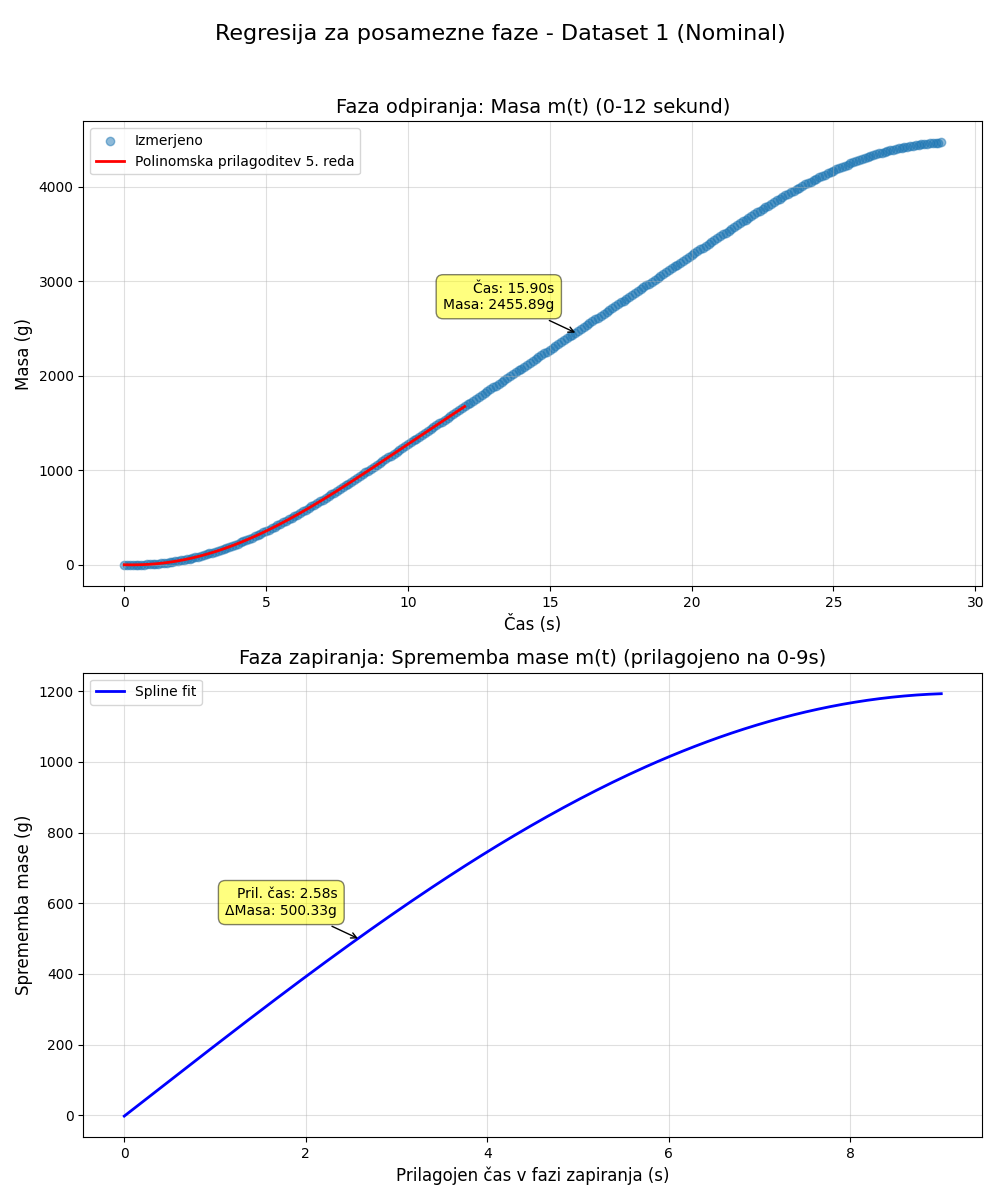 Regresija za posamezne faze - Dataset 1 (Nominal)
Faza odpiranja: Masa m(t) (0-12 sekund)
Izmerjeno
Polinomska prilagoditev 5. reda
Masa (g)
4000
3000
2000
1000
0
Čas: 15.90s
Masa: 2455.89g
0 5 10 15 20 25 30
Čas (s)
Faza zapiranja: Sprememba mase m(t) (prilagojeno na 0-9s)
Spline fit
Sprememba mase (g)
1200
1000
800
600
400
200
0
Pril. čas: 2.58s
ΔMasa: 500.33g
0 2 4 6 8
Prilagojen čas v fazi zapiranja (s)